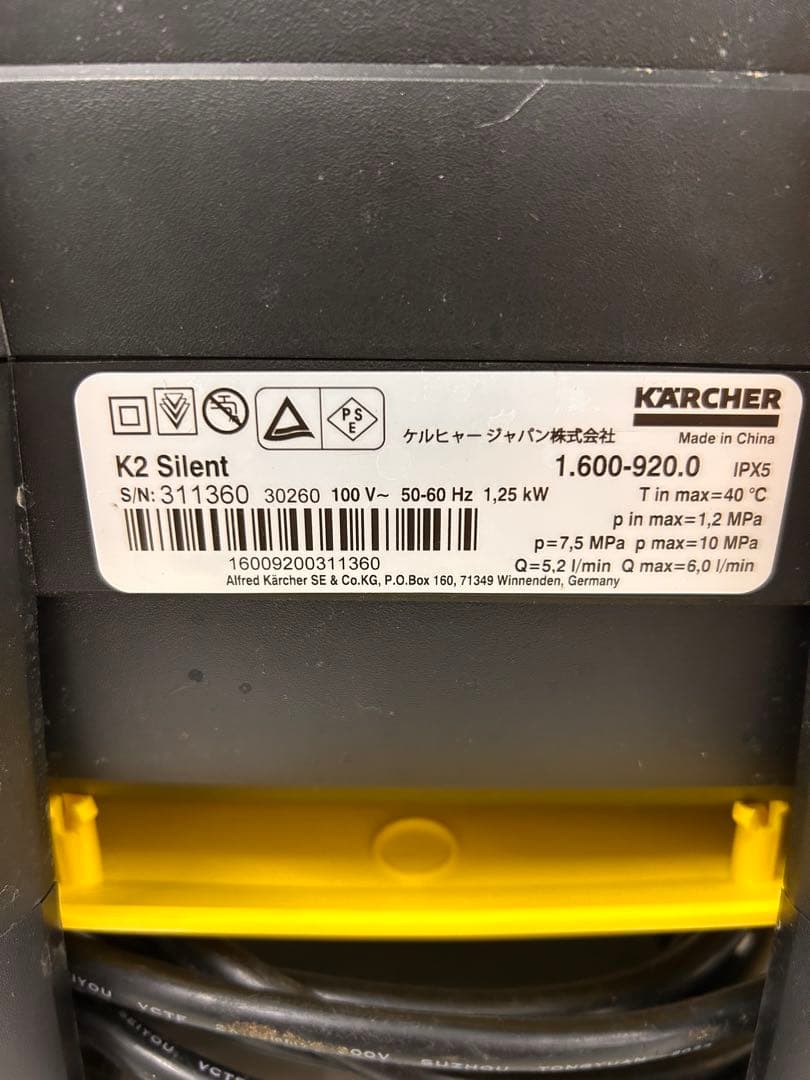 P S
E
ケルヒャー ジャパン株式会社
KÄRCHER
Made in China
K2 Silent
1.600-920.0 IPX5
S/N: 311360 30260 100 V~ 50-60 Hz 1,25 kW
T in max=40 °C
p in max=1,2 MPa
p=7,5 MPa p max=10 MPa
16009200311360
Q=5,2 l/min Q max=6,0 l/min
Alfred Kärcher SE & Co.KG, P.O.Box 160, 71349 Winnenden, Germany
VCTF SUZHOU
VCTF